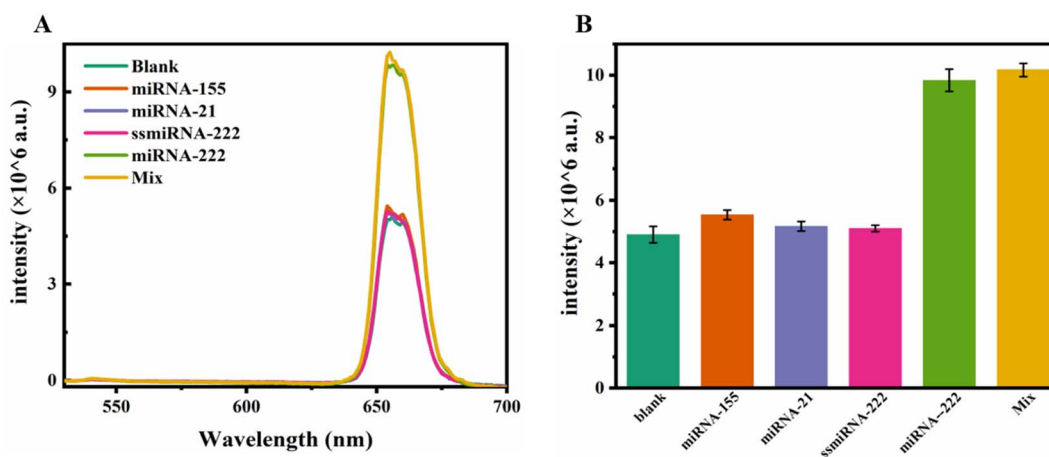 A
intensity (×10^6 a.u.)
9
6
3
0
Blank
miRNA-155
miRNA-21
ssmiRNA-222
miRNA-222
Mix
550
600
650
700
Wavelength (nm)
B
intensity (×10^6 a.u.)
10
8
6
4
2
0
blank
miRNA-155
miRNA-21
ssmiRNA-222
miRNA--222
Mix